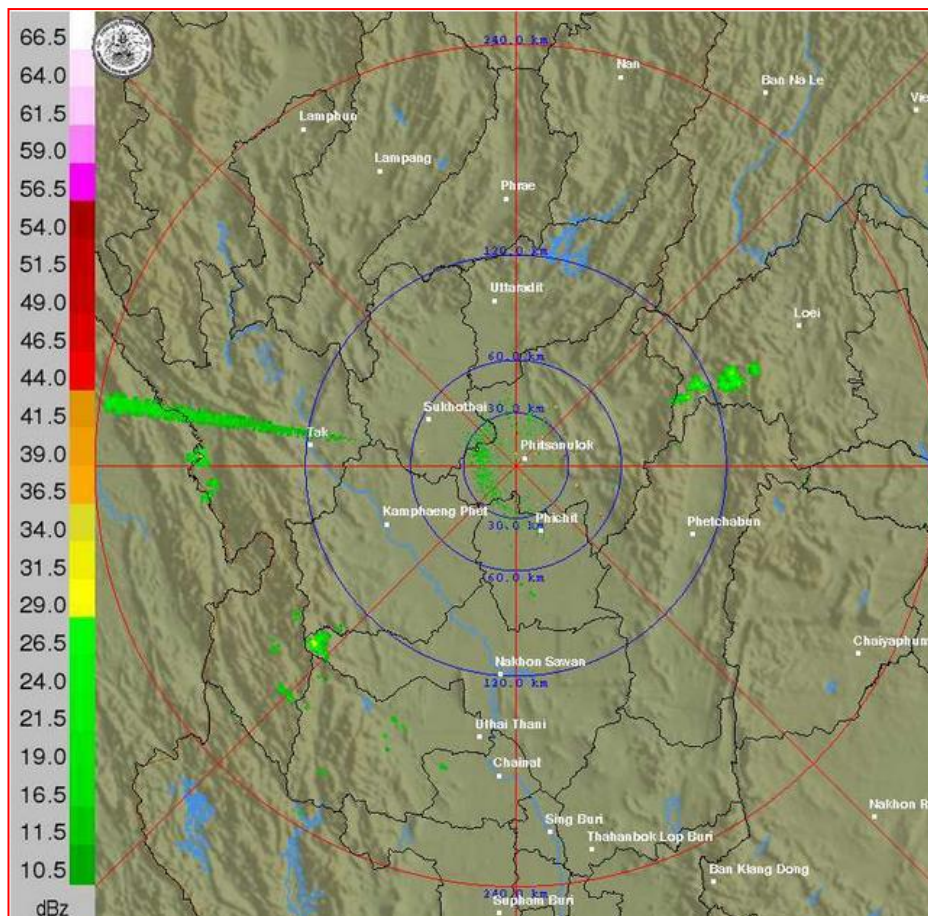 66.5
64.0
61.5
59.0
56.5
54.0
51.5
49.0
46.5
44.0
41.5
39.0
36.5
34.0
31.5
29.0
26.5
24.0
21.5
19.0
16.5
11.5
10.5
dBz
240.0 km
Nan
Ban Na Le
Vie
Lamphun
Lampang
Phrae
120.0 km
Uttaradit
Loei
60.0 km
30.0 km
Sukhothai
Tak
Phitsanulok
Kamphaeng Phet
Phichit
30.0 km
Phetchabun
60.0 km
Chaiyaphum
Nakhon Sawan
120.0 km
Uthai Thani
Chainat
Nakhon R
Sing Buri
Thahanbok Lop Buri
Ban Klang Dong
240.0 km
Supham Buri